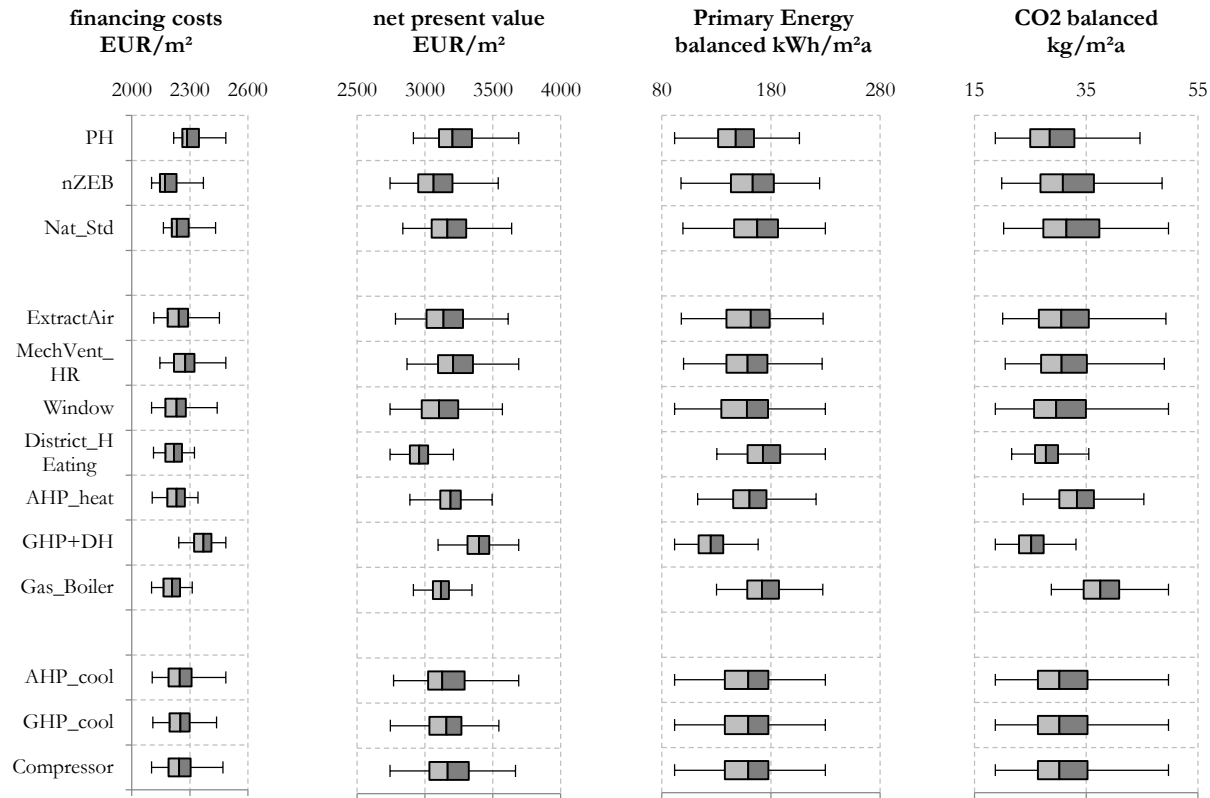 financing costs
EUR/m²
net present value
EUR/m²
Primary Energy
balanced kWh/m²a
CO2 balanced
kg/m²a
2000 2300 2600
2500 3000 3500 4000
80 180 280
15 35 55
PH
nZEB
Nat_Std
ExtractAir
MechVent_
HR
Window
District_H
Eating
AHP_heat
GHP+DH
Gas_Boiler
AHP_cool
GHP_cool
Compressor